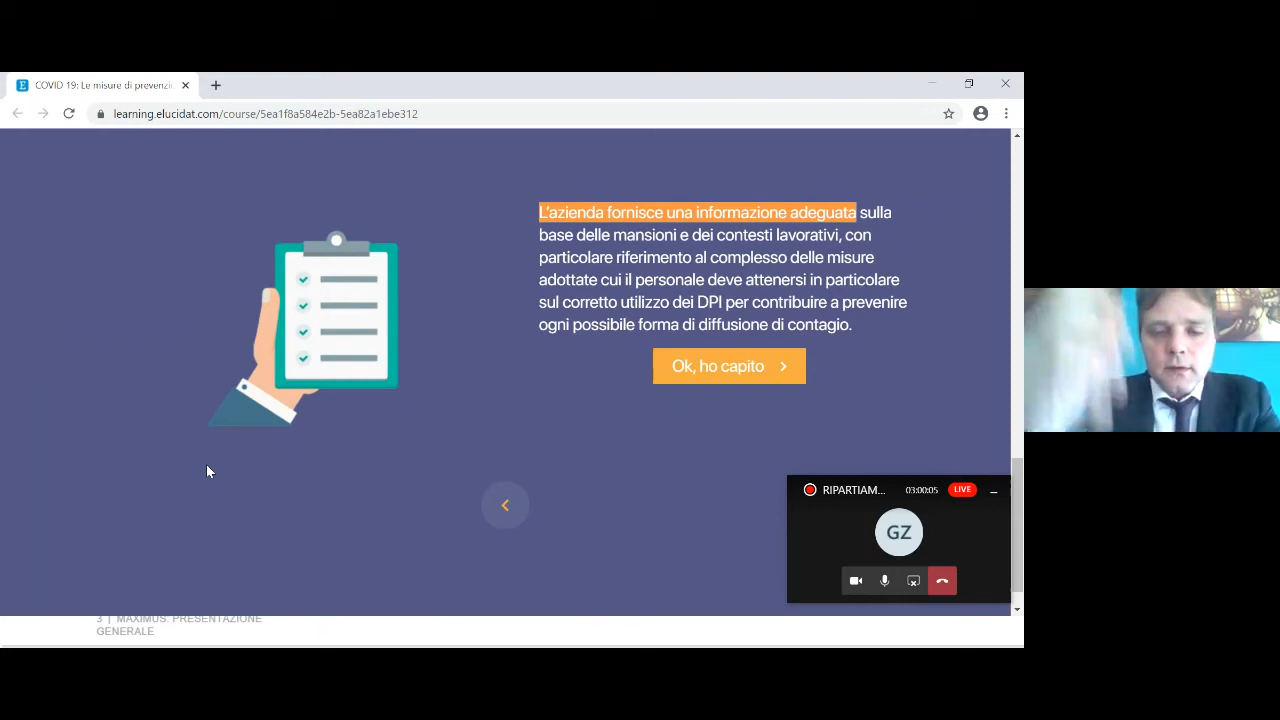 COVID 19: Le misure di prevenzi
learning.elucidat.com/course/5ea1f8a584e2b-5ea82a1ebe312
L'azienda fornisce una informazione adeguata sulla
base delle mansioni e dei contesti lavorativi, con
particolare riferimento al complesso delle misure
adottate cui il personale deve attenersi in particolare
sul corretto utilizzo dei DPI per contribuire a prevenire
ogni possibile forma di diffusione di contagio.
Ok, ho capito
RIPARTIAM... 03:00:05 LIVE
GZ
3 | MAXIMUS: PRESENTAZIONE
GENERALE